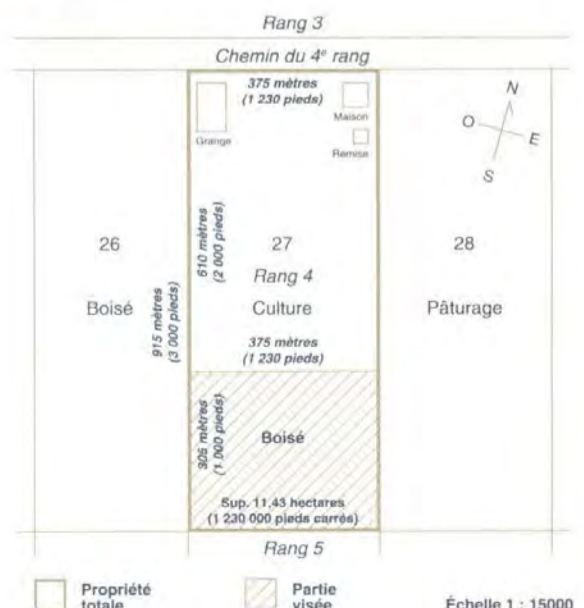 Rang 3
Chemin du 4e rang
375 mètres
(1 230 pieds)
Grange
Maison
Remise
N
O
E
S
610 mètres
(2 000 pieds)
26
27
28
Rang 4
Boisé
Culture
Pâturage
915 mètres
(3 000 pieds)
375 mètres
(1 230 pieds)
305 mètres
(1 000 pieds)
Boisé
Sup. 11,43 hectares
(1 230 000 pieds carrés)
Rang 5
Propriété
totale
Partie
visée
Échelle 1 : 15000